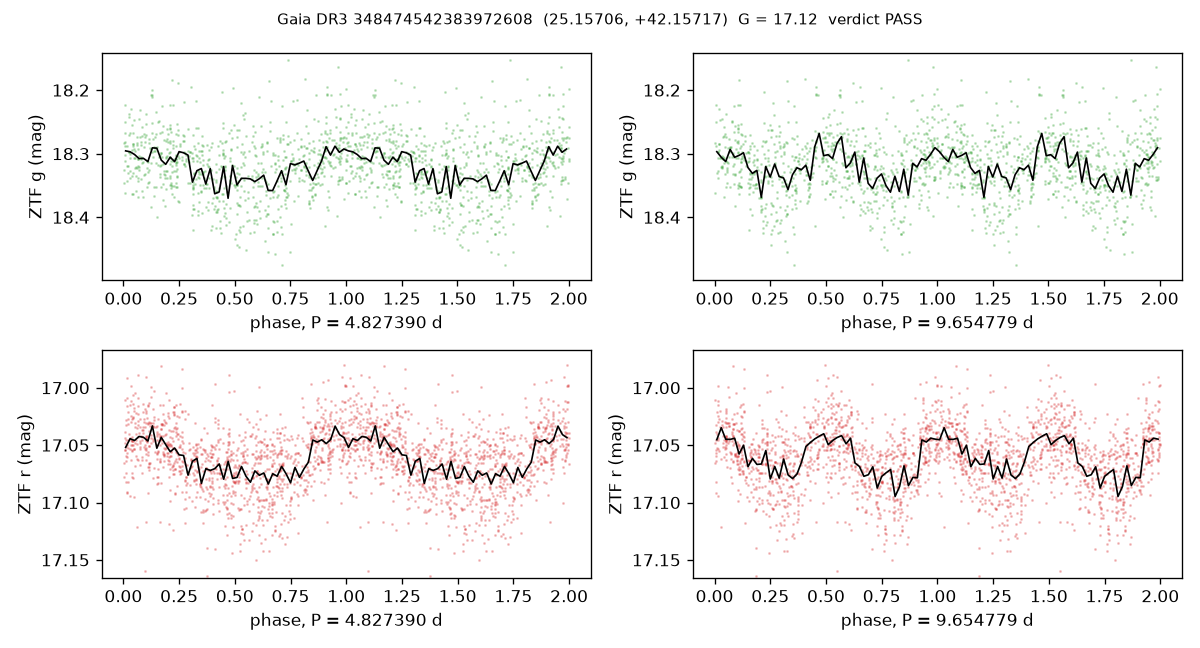 Gaia DR3 348474542383972608 (25.15706, +42.15717) G = 17.12 verdict PASS
18.2
18.3
18.4
ZTF g (mag)
0.00 0.25 0.50 0.75 1.00 1.25 1.50 1.75 2.00
phase, P = 4.827390 d
18.2
18.3
18.4
ZTF g (mag)
0.00 0.25 0.50 0.75 1.00 1.25 1.50 1.75 2.00
phase, P = 9.654779 d
17.00
17.05
17.10
17.15
ZTF r (mag)
0.00 0.25 0.50 0.75 1.00 1.25 1.50 1.75 2.00
phase, P = 4.827390 d
17.00
17.05
17.10
17.15
ZTF r (mag)
0.00 0.25 0.50 0.75 1.00 1.25 1.50 1.75 2.00
phase, P = 9.654779 d